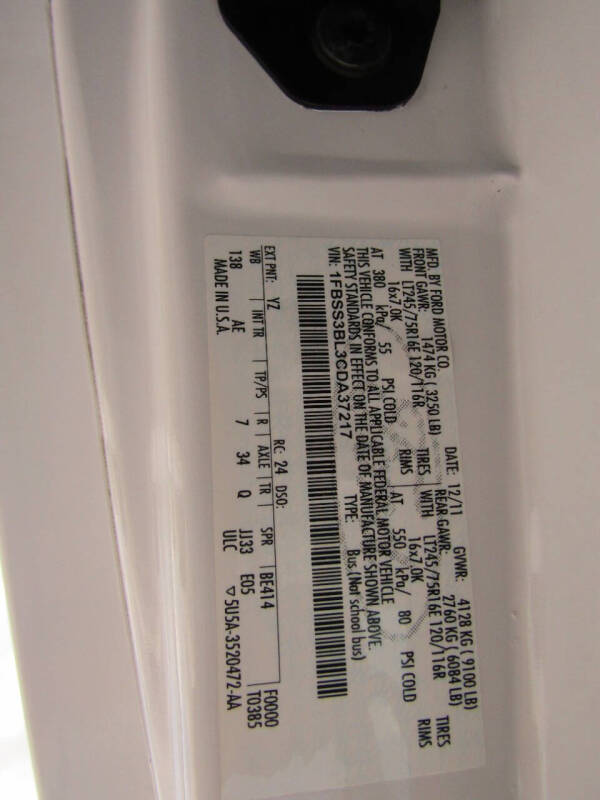 MFD. BY FORD MOTOR CO.
DATE: 12/11 GVWR: 4128 KG ( 9100 LB)
FRONT GAWR: 1474 KG ( 3250 LB) REAR GAWR: 2760 KG ( 6084 LB)
WITH LT245/75R16E 120/116R TIRES WITH LT245/75R16E 120/116R TIRES
16x7.0K RIMS 16x7.0K RIMS
AT 380 kPa/ 55 PSI COLD AT 550 kPa/ 80 PSI COLD
THIS VEHICLE CONFORMS TO ALL APPLICABLE FEDERAL MOTOR VEHICLE
SAFETY STANDARDS IN EFFECT ON THE DATE OF MANUFACTURE SHOWN ABOVE.
VIN: 1FBSS3BL3CDA37217 TYPE: Bus (Not school bus)
F0000
T0385
EXT PNT: YZ RC: 24 DSO:
WB INT TR TP/PS R AXLE TR SPR BE414
138 AE 7 34 Q JJ33 E05
MADE IN U.S.A. ULC
▽ 5U5A-3520472-AA